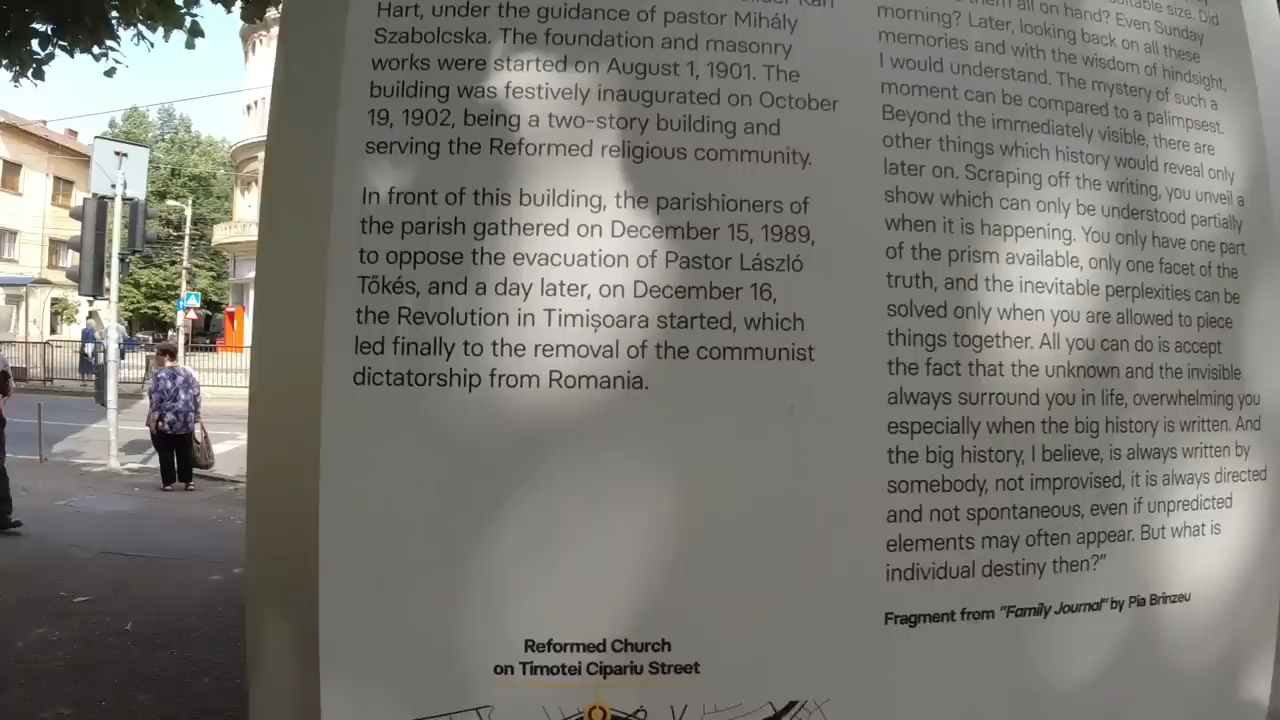 Hart, under the guidance of pastor Mihály
Szabolcska. The foundation and masonry
works were started on August 1, 1901. The
building was festively inaugurated on October
19, 1902, being a two-story building and
serving the Reformed religious community.
In front of this building, the parishioners of
the parish gathered on December 15, 1989,
to oppose the evacuation of Pastor László
Tőkés, and a day later, on December 16,
the Revolution in Timișoara started, which
led finally to the removal of the communist
dictatorship from Romania.
Reformed Church
on Timotei Cipariu Street
size. Did
all on hand? Even Sunday
morning? Later, looking back on all these
memories and with the wisdom of hindsight,
I would understand. The mystery of such a
moment can be compared to a palimpsest.
Beyond the immediately visible, there are
other things which history would reveal only
later on. Scraping off the writing, you unveil a
show which can only be understood partially
when it is happening. You only have one part
of the prism available, only one facet of the
truth, and the inevitable perplexities can be
solved only when you are allowed to piece
things together. All you can do is accept
the fact that the unknown and the invisible
always surround you in life, overwhelming you
especially when the big history is written. And
the big history, I believe, is always written by
somebody, not improvised, it is always directed
and not spontaneous, even if unpredicted
elements may often appear. But what is
individual destiny then?”
Fragment from "Family Journal" by Pia Brînzeu